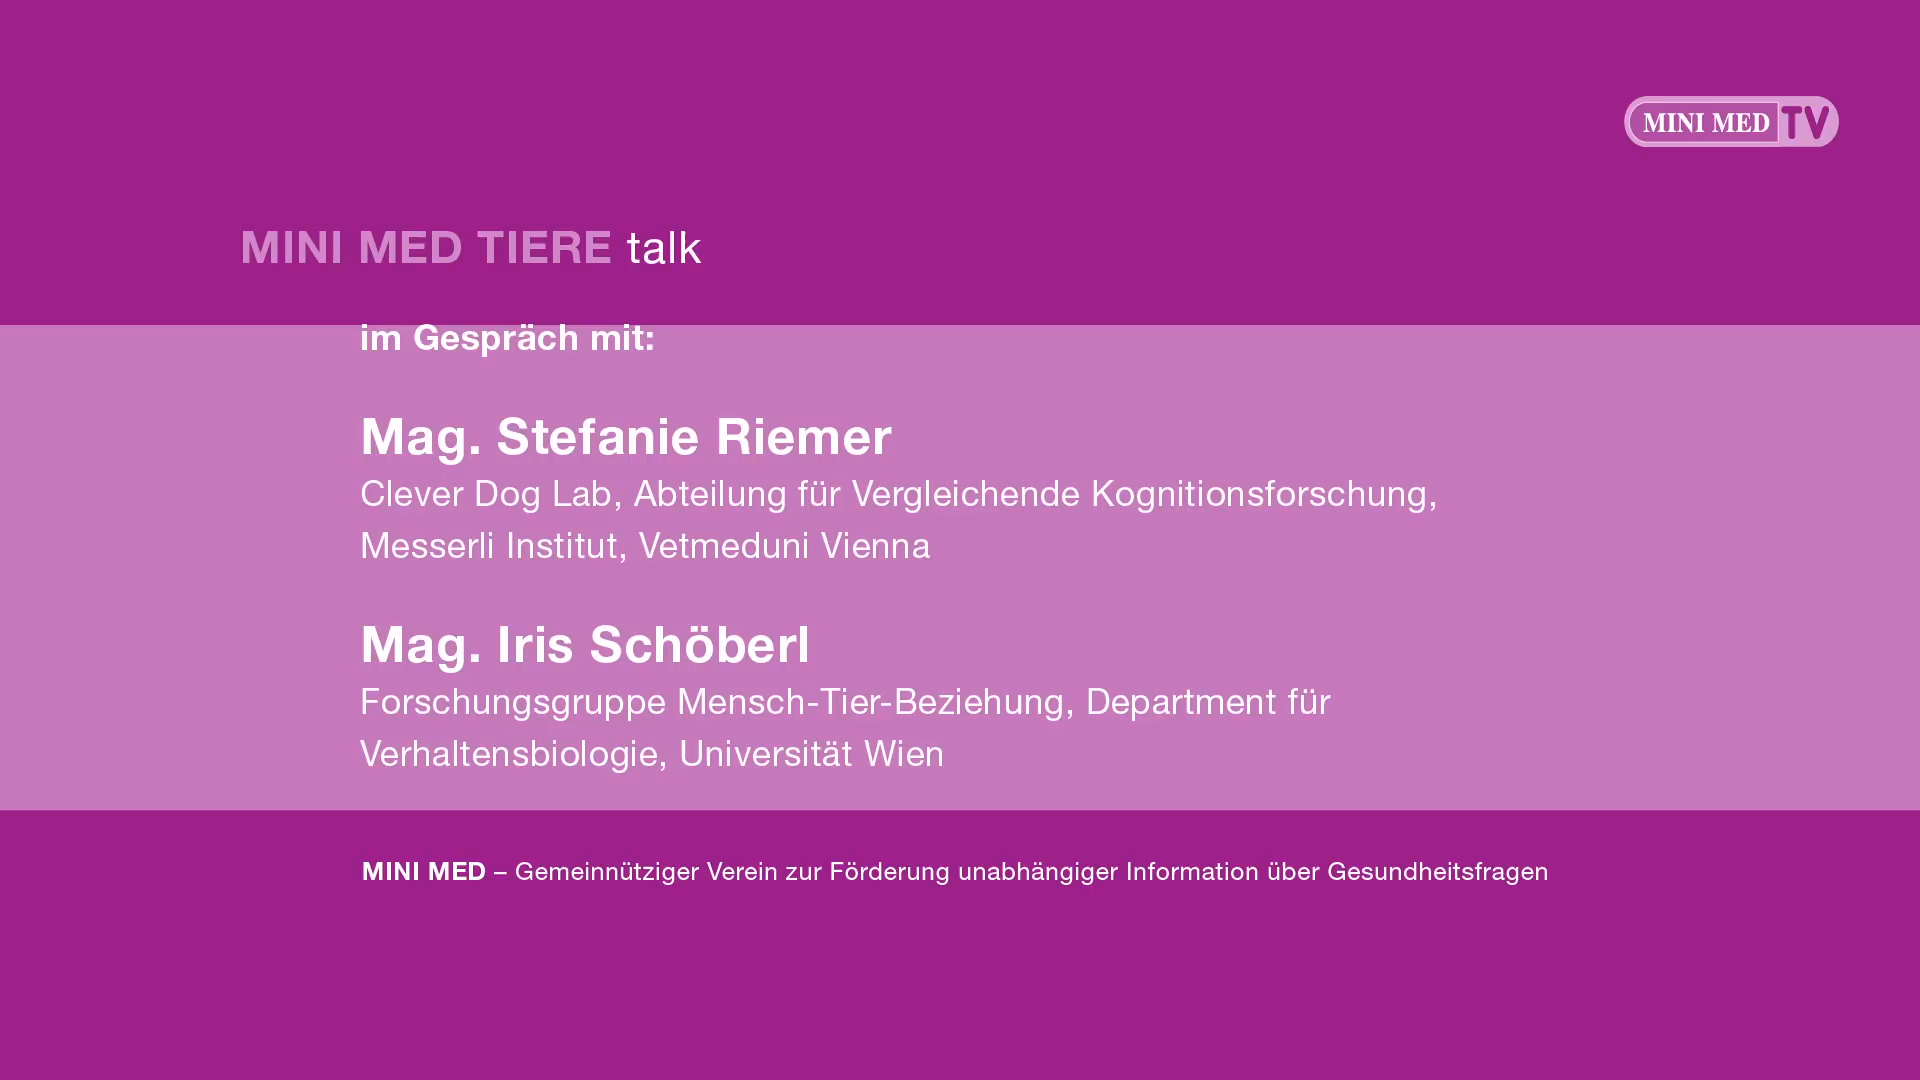 MINI MED TV
MINI MED TIERE talk
im Gespräch mit:
Mag. Stefanie Riemer
Clever Dog Lab, Abteilung für Vergleichende Kognitionsforschung,
Messerli Institut, Vetmeduni Vienna
Mag. Iris Schöberl
Forschungsgruppe Mensch-Tier-Beziehung, Department für
Verhaltensbiologie, Universität Wien
MINI MED – Gemeinnütziger Verein zur Förderung unabhängiger Information über Gesundheitsfragen